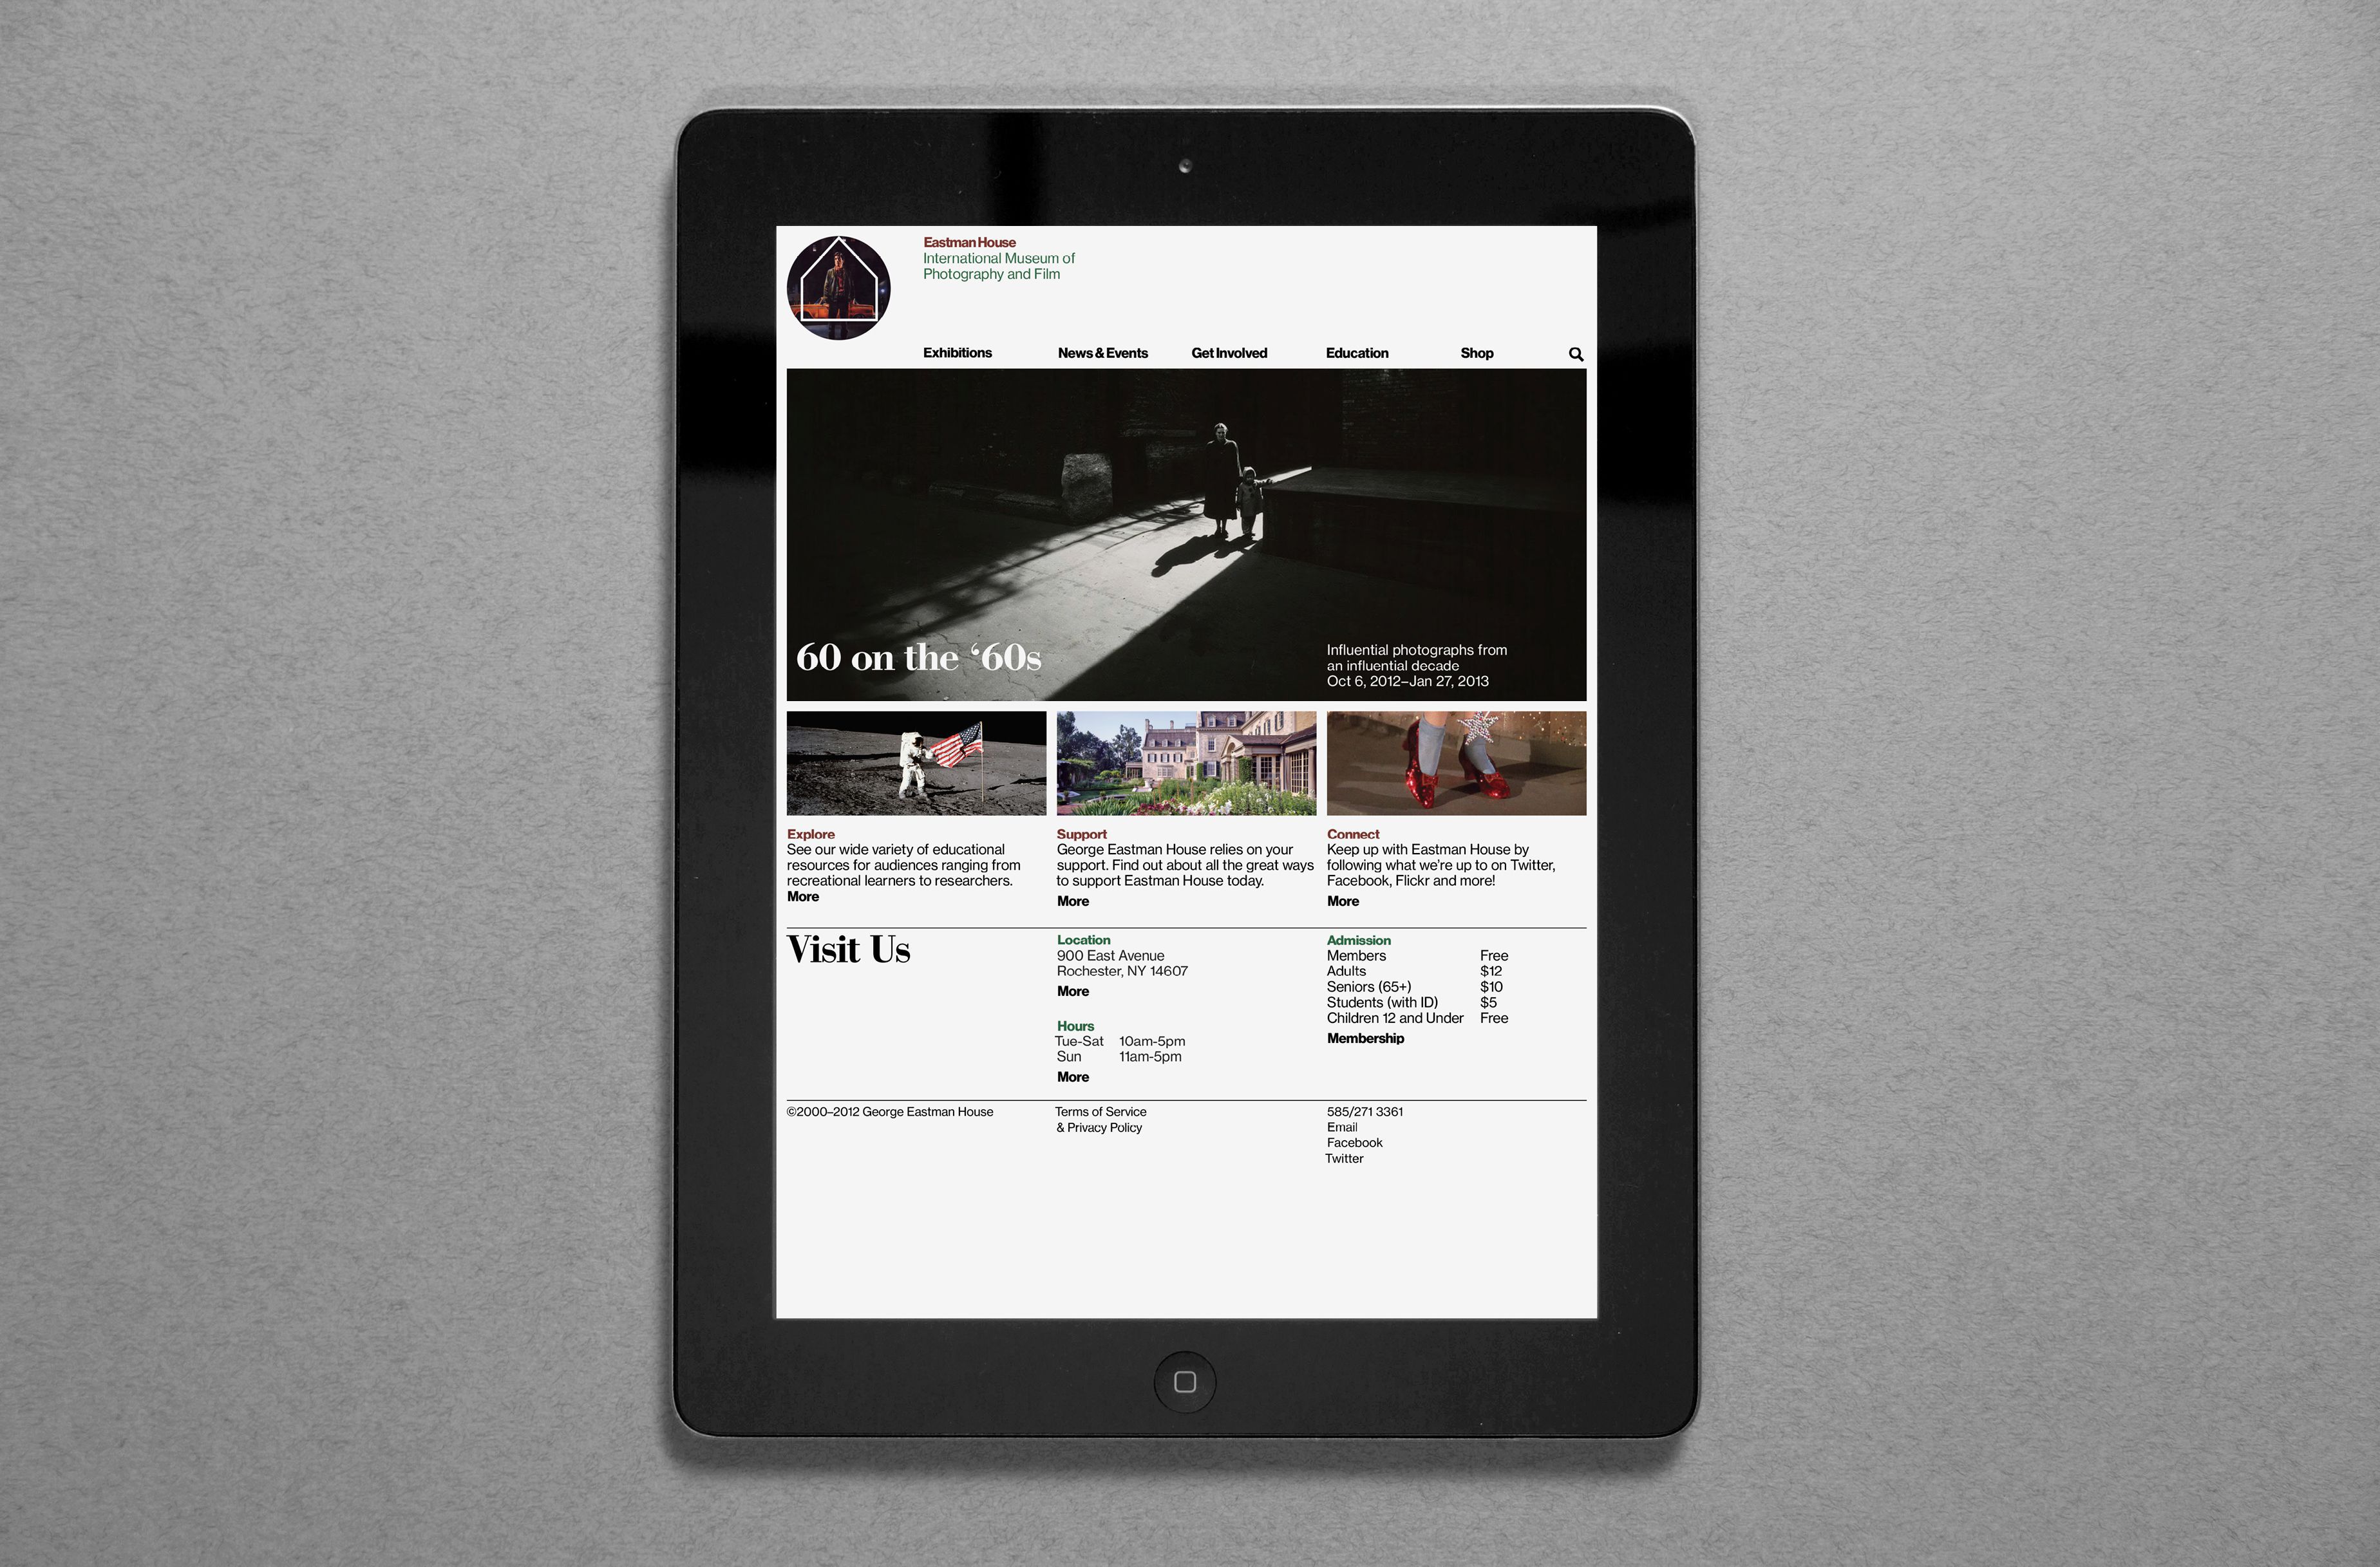 Eastman House
International Museum of
Photography and Film
Exhibitions News & Events Get Involved Education Shop
60 on the ‘60s
Influential photographs from
an influential decade
Oct 6, 2012–Jan 27, 2013
Explore
See our wide variety of educational
resources for audiences ranging from
recreational learners to researchers.
More
Support
George Eastman House relies on your
support. Find out about all the great ways
to support Eastman House today.
More
Connect
Keep up with Eastman House by
following what we’re up to on Twitter,
Facebook, Flickr and more!
More
Visit Us
Location
900 East Avenue
Rochester, NY 14607
More
Hours
Tue-Sat 10am-5pm
Sun 11am-5pm
More
Admission
Members Free
Adults $12
Seniors (65+) $10
Students (with ID) $5
Children 12 and Under Free
Membership
©2000–2012 George Eastman House
Terms of Service
& Privacy Policy
585/271 3361
Email
Facebook
Twitter